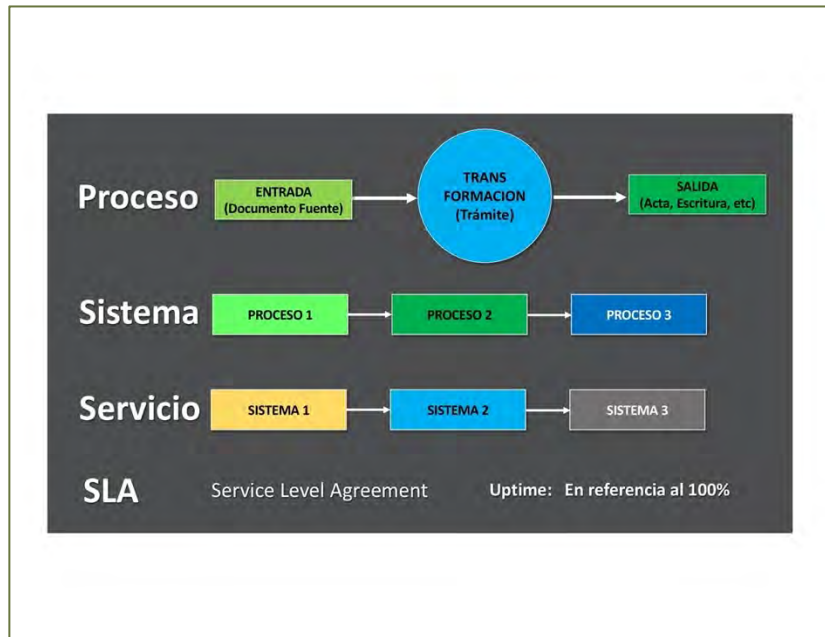 Proceso
ENTRADA
(Documento Fuente)
TRANS
FORMACION
(Trámite)
SALIDA
(Acta, Escritura, etc)
Sistema
PROCESO 1
PROCESO 2
PROCESO 3
Servicio
SISTEMA 1
SISTEMA 2
SISTEMA 3
SLA
Service Level Agreement
Uptime: En referencia al 100%